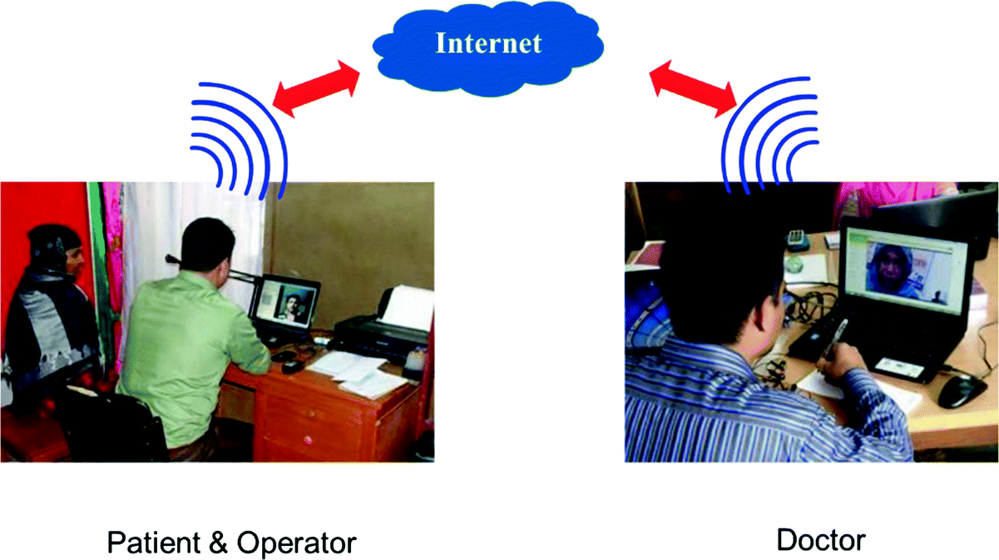 Internet
Patient & Operator
Doctor